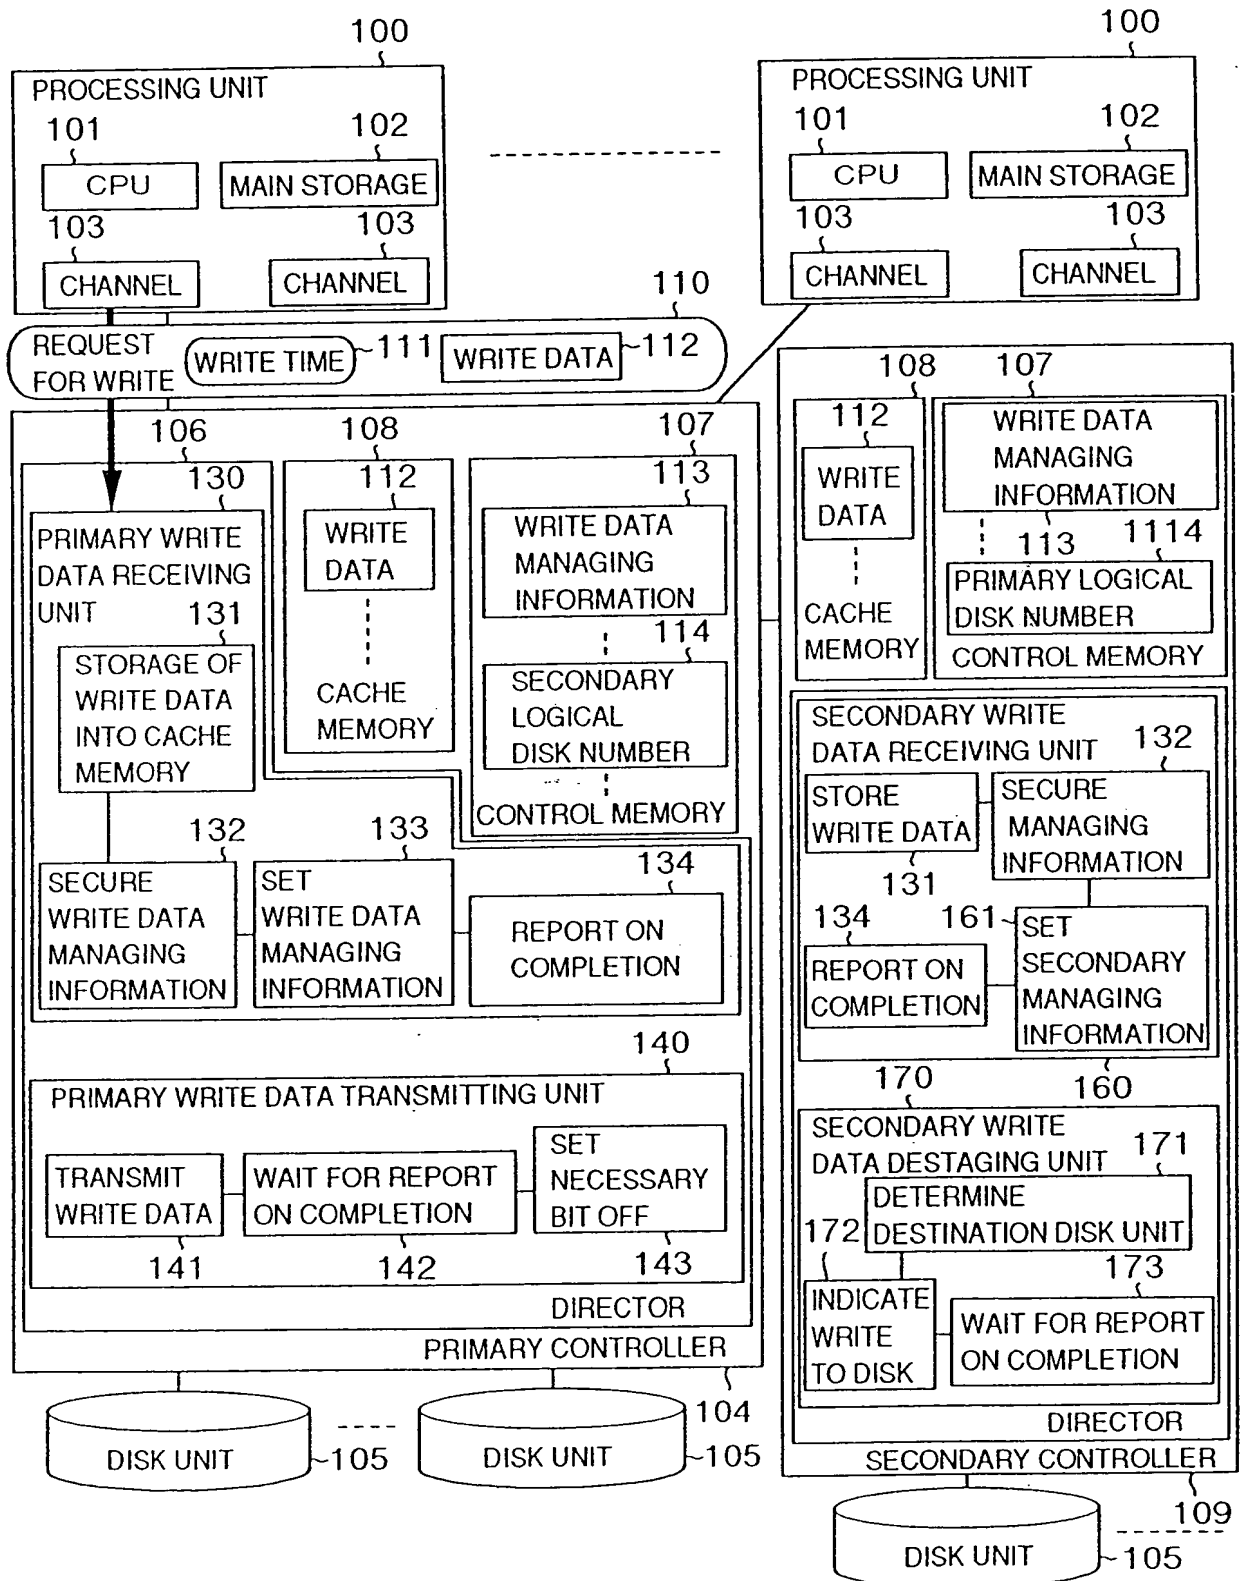 100
PROCESSING UNIT
101
102
CPU
MAIN STORAGE
103
103
CHANNEL
CHANNEL
100
PROCESSING UNIT
101
102
CPU
MAIN STORAGE
103
103
CHANNEL
CHANNEL
110
REQUEST
FOR WRITE
WRITE TIME
111
WRITE DATA
112
106
130
PRIMARY WRITE
DATA RECEIVING
UNIT
131
STORAGE OF
WRITE DATA
INTO CACHE
MEMORY
108
112
WRITE
DATA
CACHE
MEMORY
107
113
WRITE DATA
MANAGING
INFORMATION
114
SECONDARY
LOGICAL
DISK NUMBER
CONTROL MEMORY
132
SECURE
WRITE DATA
MANAGING
INFORMATION
133
SET
WRITE DATA
MANAGING
INFORMATION
134
REPORT ON
COMPLETION
140
PRIMARY WRITE DATA TRANSMITTING UNIT
TRANSMIT
WRITE DATA
141
WAIT FOR REPORT
ON COMPLETION
142
SET
NECESSARY
BIT OFF
143
DIRECTOR
PRIMARY CONTROLLER
104
DISK UNIT
105
DISK UNIT
105
108
112
WRITE
DATA
CACHE
MEMORY
107
WRITE DATA
MANAGING
INFORMATION
113
1114
PRIMARY LOGICAL
DISK NUMBER
CONTROL MEMORY
SECONDARY WRITE
DATA RECEIVING UNIT
132
STORE
WRITE DATA
131
SECURE
MANAGING
INFORMATION
134
REPORT ON
COMPLETION
161
SET
SECONDARY
MANAGING
INFORMATION
170
160
SECONDARY WRITE
DATA DESTAGING UNIT
171
DETERMINE
DESTINATION DISK UNIT
172
INDICATE
WRITE
TO DISK
173
WAIT FOR REPORT
ON COMPLETION
DIRECTOR
SECONDARY CONTROLLER
109
DISK UNIT
105